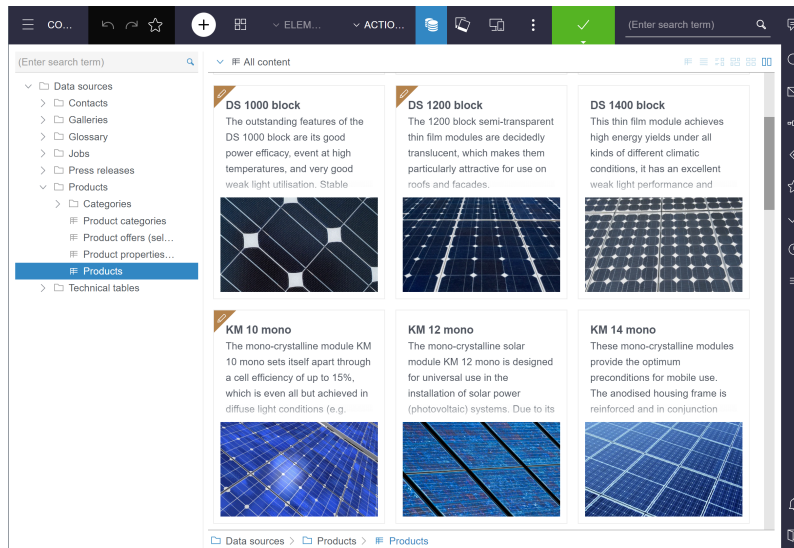 CO...
ELEM...
ACTIO...
(Enter search term)
(Enter search term)
Data sources
Contacts
Galleries
Glossary
Jobs
Press releases
Products
Categories
Product categories
Product offers (sel...
Product properties...
Products
Technical tables
All content
DS 1000 block
The outstanding features of the
DS 1000 block are its good
power efficacy, event at high
temperatures, and very good
weak light utilisation. Stable
DS 1200 block
The 1200 block semi-transparent
thin film modules are decidedly
translucent, which makes them
particularly attractive for use on
roofs and facades.
DS 1400 block
This thin film module achieves
high energy yields under all
kinds of different climatic
conditions, it has an excellent
weak light performance and
KM 10 mono
The mono-crystalline module KM
10 mono sets itself apart through
a cell efficiency of up to 15%,
which is even all but achieved in
diffuse light conditions (e.g.
KM 12 mono
The mono-crystalline solar
module KM 12 mono is designed
for universal use in the
installation of solar power
(photovoltaic) systems. Due to its
KM 14 mono
These mono-crystalline modules
provide the optimum
preconditions for mobile use.
The anodised housing frame is
reinforced and in conjunction
Data sources > Products > Products